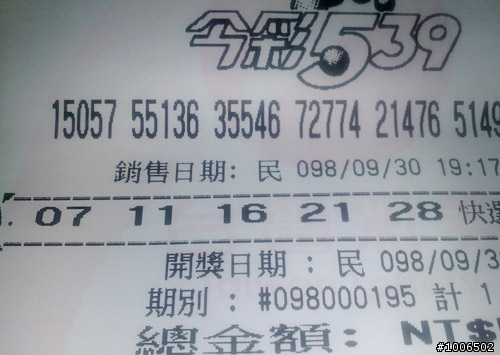 今彩539
15057 55136 35546 72774 21476 5149
銷售日期: 民 098/09/30 19:17
. 07 11 16 21 28 快選
開獎日期 : 民 098/09/3
期別 : #098000195 計 1
總金額: NT$
#1006502